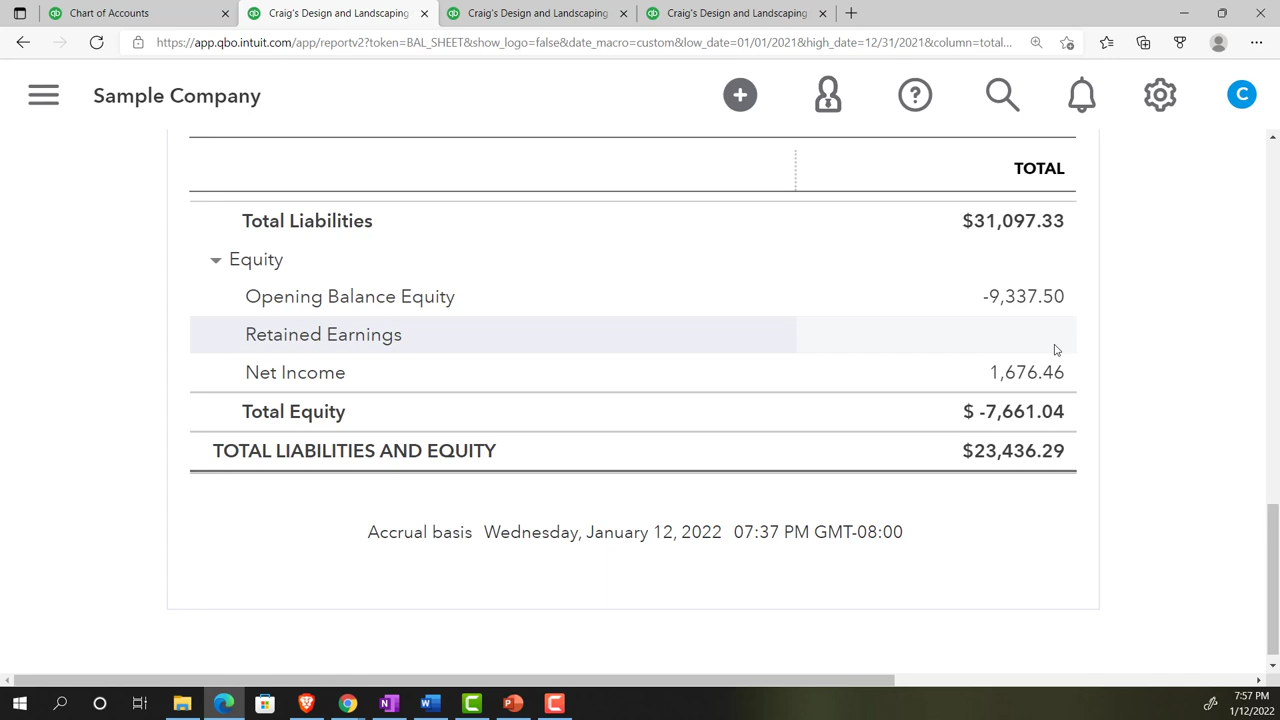 Chart of Accounts
Craig's Design and Landscaping
Craig's Design and Landscaping
Craig's Design and Landscaping
https://app.qbo.intuit.com/app/reportv2?token=BAL_SHEET&show_logo=false&date_macro=custom&low_date=01/01/2021&high_date=12/31/2021&column=total...
Sample Company
C
TOTAL
Total Liabilities $31,097.33
Equity
Opening Balance Equity -9,337.50
Retained Earnings
Net Income 1,676.46
Total Equity $ -7,661.04
TOTAL LIABILITIES AND EQUITY $23,436.29
Accrual basis Wednesday, January 12, 2022 07:37 PM GMT-08:00
7:57 PM
1/12/2022